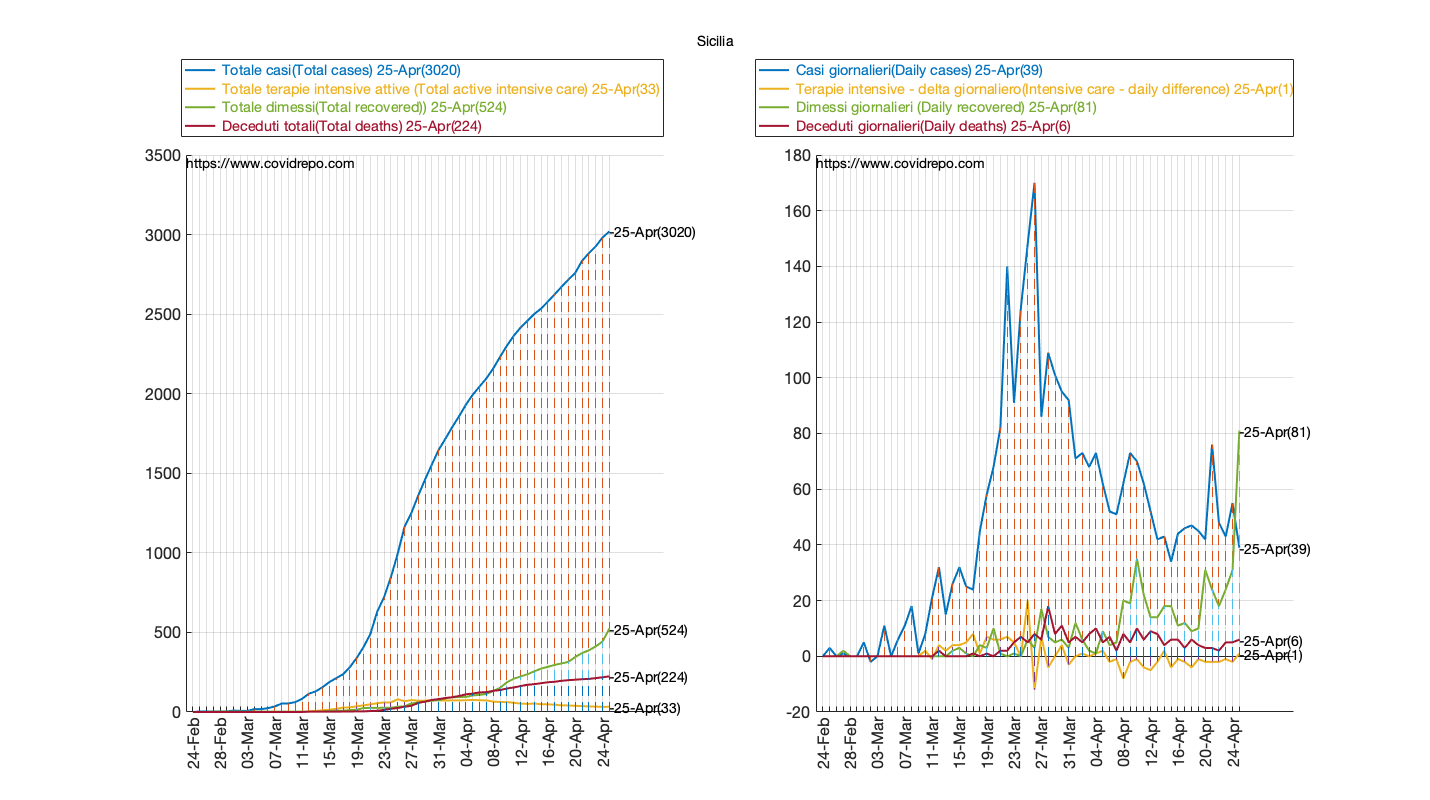 Sicilia
Totale casi(Total cases) 25-Apr(3020)
Totale terapie intensive attive (Total active intensive care) 25-Apr(33)
Totale dimessi(Total recovered)) 25-Apr(524)
Deceduti totali(Total deaths) 25-Apr(224)
https://www.covidrepo.com
3500
3000
2500
2000
1500
1000
500
0
25-Apr(3020)
25-Apr(524)
25-Apr(224)
25-Apr(33)
24-Feb
28-Feb
03-Mar
07-Mar
11-Mar
15-Mar
19-Mar
23-Mar
27-Mar
31-Mar
04-Apr
08-Apr
12-Apr
16-Apr
20-Apr
24-Apr
Casi giornalieri(Daily cases) 25-Apr(39)
Terapie intensive - delta giornaliero(Intensive care - daily difference) 25-Apr(1)
Dimessi giornalieri (Daily recovered) 25-Apr(81)
Deceduti giornalieri(Daily deaths) 25-Apr(6)
https://www.covidrepo.com
180
160
140
120
100
80
60
40
20
0
-20
25-Apr(81)
25-Apr(39)
25-Apr(6)
25-Apr(1)
24-Feb
28-Feb
03-Mar
07-Mar
11-Mar
15-Mar
19-Mar
23-Mar
27-Mar
31-Mar
04-Apr
08-Apr
12-Apr
16-Apr
20-Apr
24-Apr